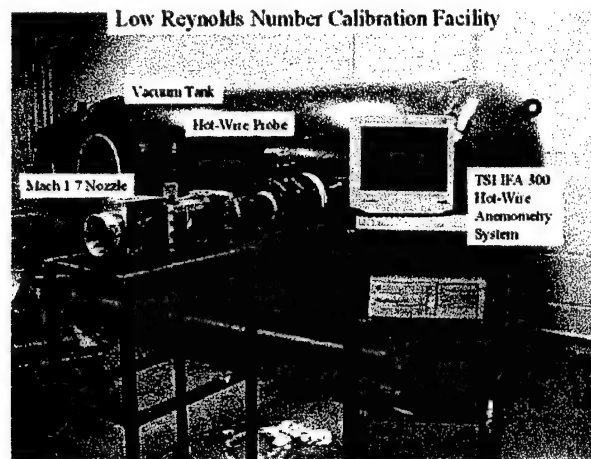 Low Reynolds Number Calibration Facility
Vacuum Tank
Hot-Wire Probe
Mach 1 7 Nozzle
TSI IFA 300
Hot-Wire
Anemometry
System